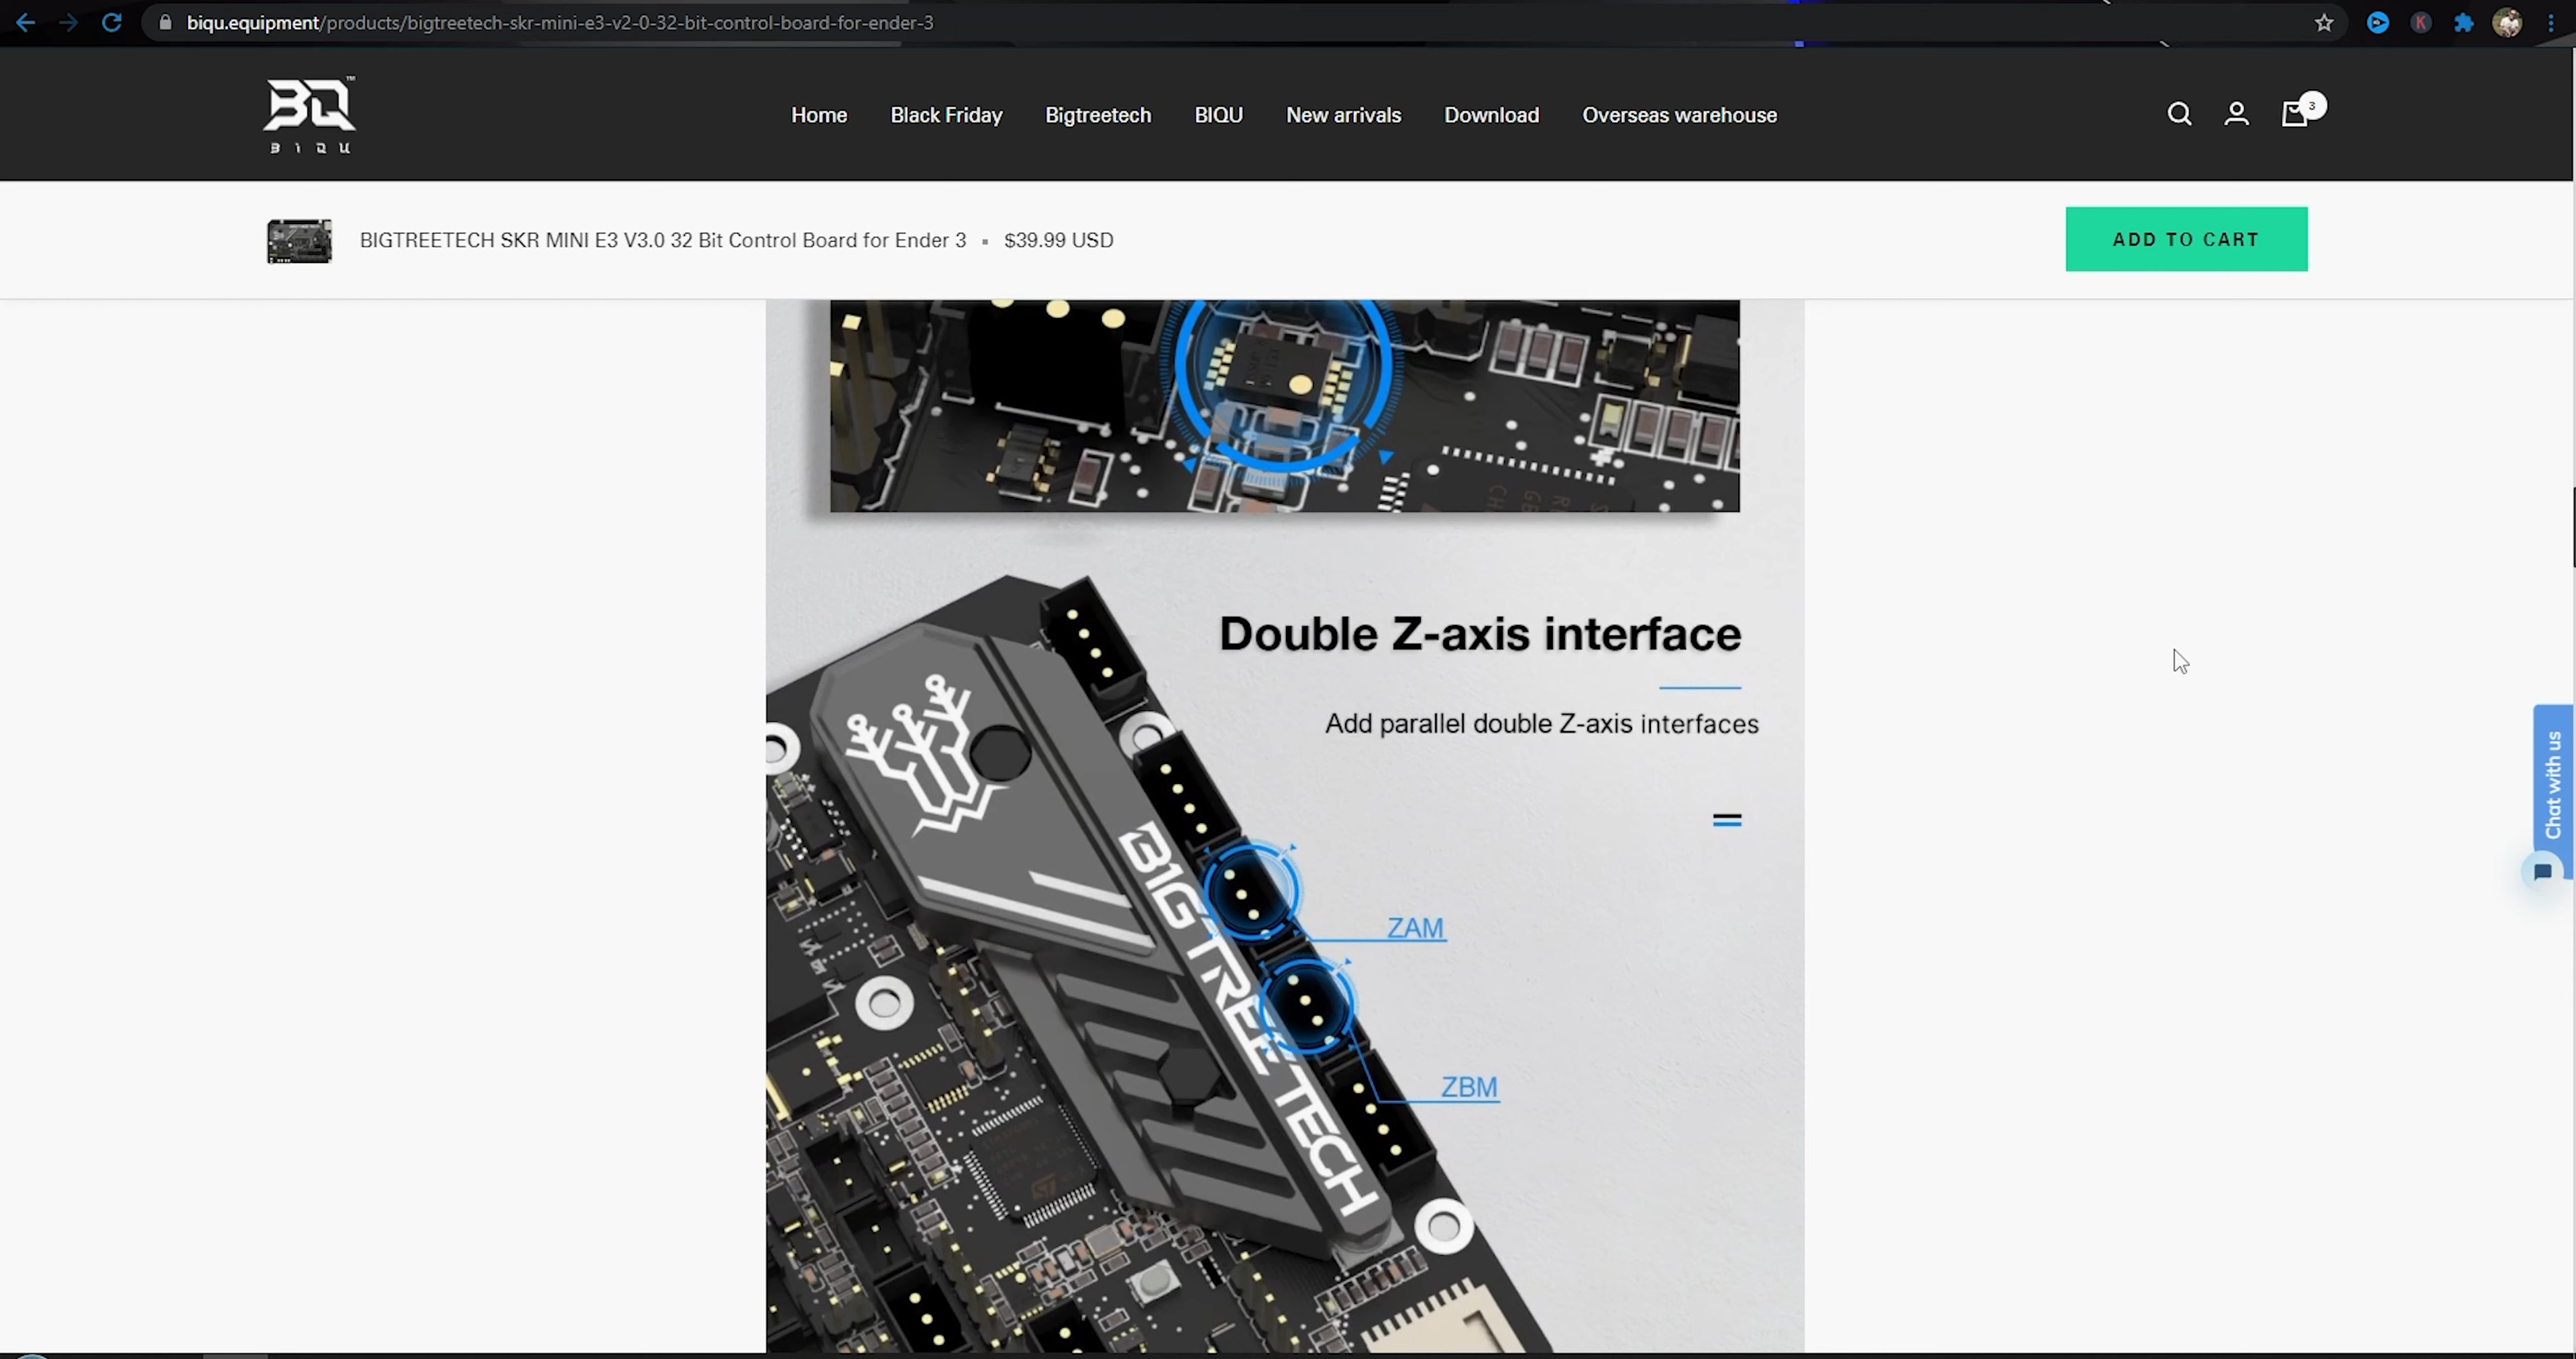 biqu.equipment/products/bigtreetech-skr-mini-e3-v2-0-32-bit-control-board-for-ender-3
K
BQ™
BIQU
Home
Black Friday
Bigtreetech
BIQU
New arrivals
Download
Overseas warehouse
3
BIGTREETECH SKR MINI E3 V3.0 32 Bit Control Board for Ender 3 ▪ $39.99 USD
ADD TO CART
Double Z-axis interface
Add parallel double Z-axis interfaces
BIGTREETECH
ZAM
ZBM
Chat with us